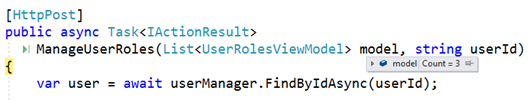 [HttpPost]
public async Task<IActionResult>
ManageUserRoles(List<UserRolesViewModel> model, string userId)
{
model Count = 3
var user = await userManager.FindByIdAsync(userId);